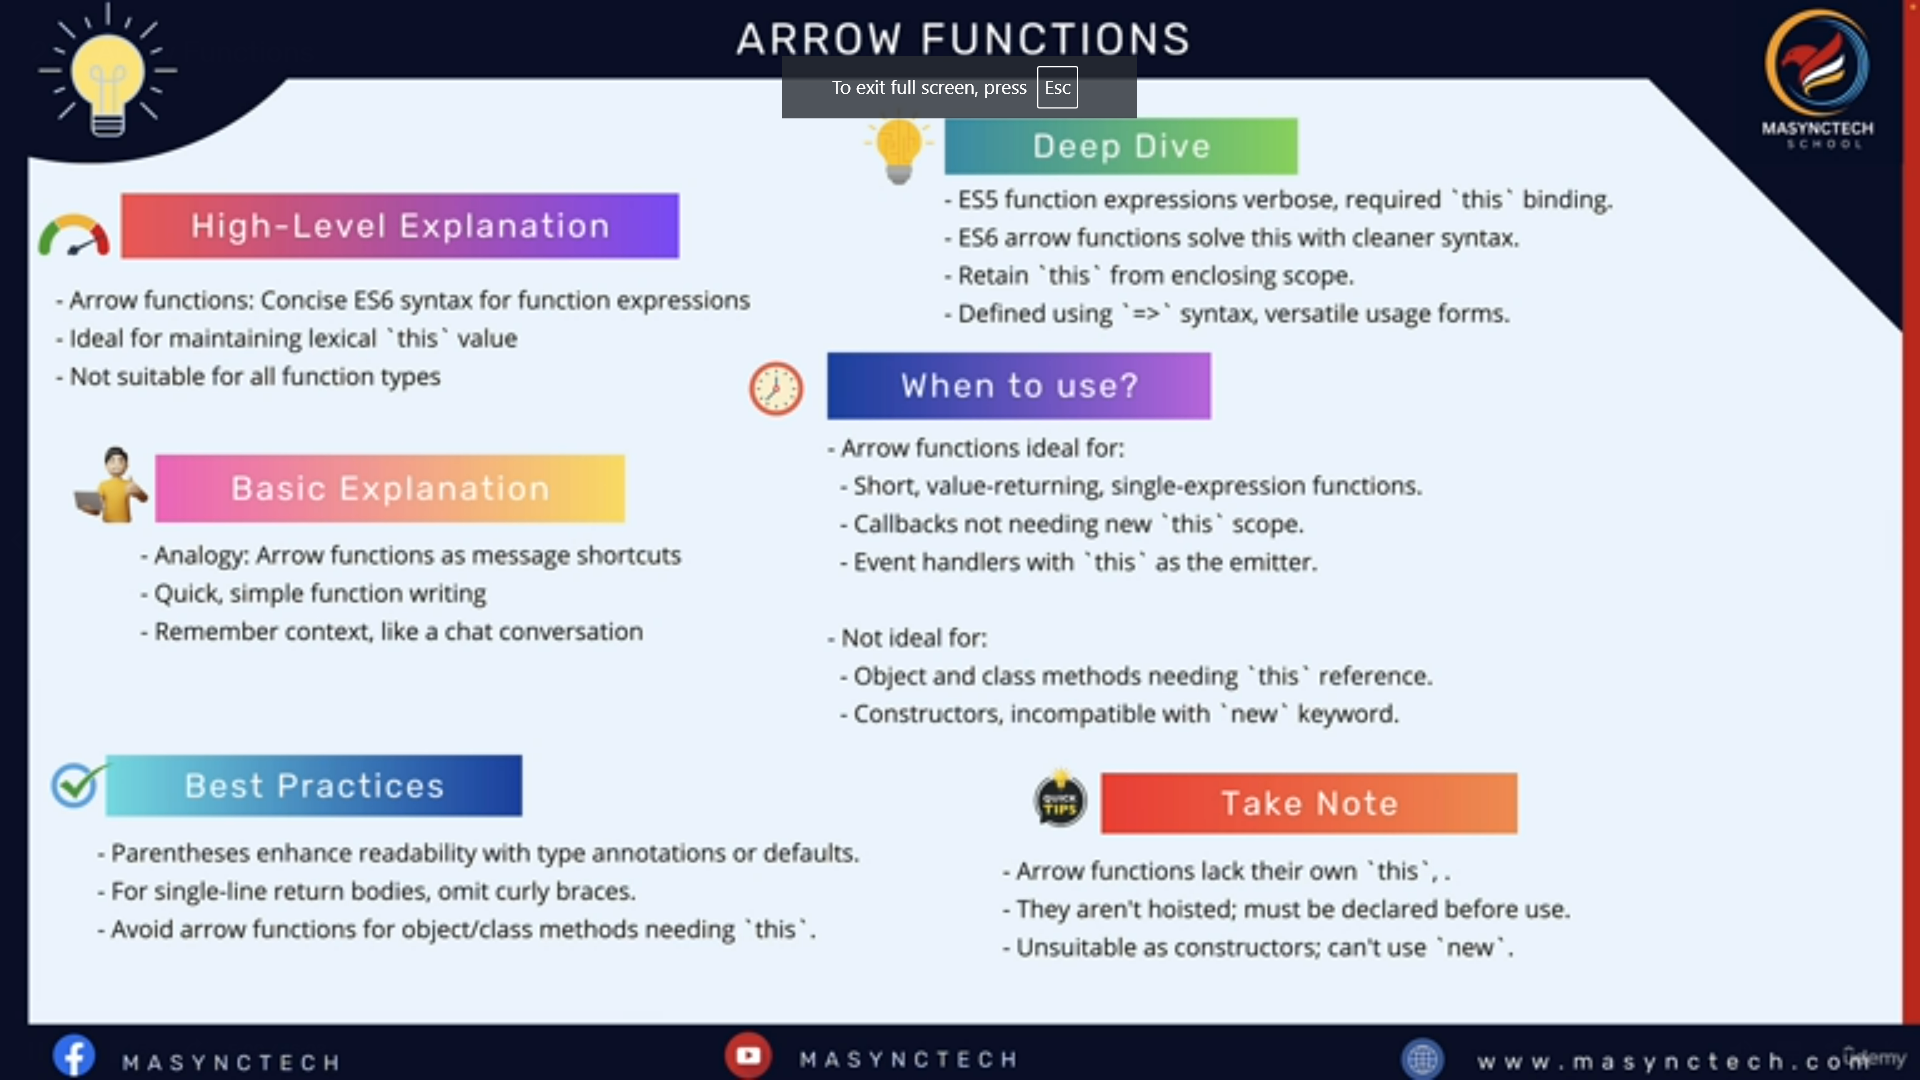 ARROW FUNCTIONS
To exit full screen, press Esc
MASYNCTECH
SCHOOL
High-Level Explanation
- Arrow functions: Concise ES6 syntax for function expressions
- Ideal for maintaining lexical `this` value
- Not suitable for all function types
Basic Explanation
- Analogy: Arrow functions as message shortcuts
- Quick, simple function writing
- Remember context, like a chat conversation
Best Practices
- Parentheses enhance readability with type annotations or defaults.
- For single-line return bodies, omit curly braces.
- Avoid arrow functions for object/class methods needing `this`.
Deep Dive
- ES5 function expressions verbose, required `this` binding.
- ES6 arrow functions solve this with cleaner syntax.
- Retain `this` from enclosing scope.
- Defined using `=>` syntax, versatile usage forms.
When to use?
- Arrow functions ideal for:
- Short, value-returning, single-expression functions.
- Callbacks not needing new `this` scope.
- Event handlers with `this` as the emitter.
- Not ideal for:
- Object and class methods needing `this` reference.
- Constructors, incompatible with `new` keyword.
QUICK
TIPS
Take Note
- Arrow functions lack their own `this`, .
- They aren't hoisted; must be declared before use.
- Unsuitable as constructors; can't use `new`.
MASYNCTECH
MASYNCTECH
www.masynctech.com
Udemy